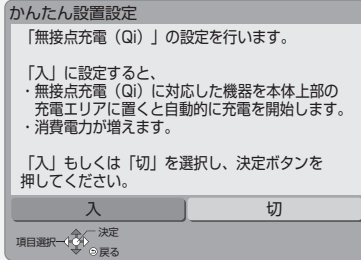 かんたん設置設定
「無接点充電（Qi）」の設定を行います。
「入」に設定すると、
・無接点充電（Qi）に対応した機器を本体上部の
充電エリアに置くと自動的に充電を開始します。
・消費電力が増えます。
「入」もしくは「切」を選択し、決定ボタンを
押してください。
入 切
項目選択 決定
戻る